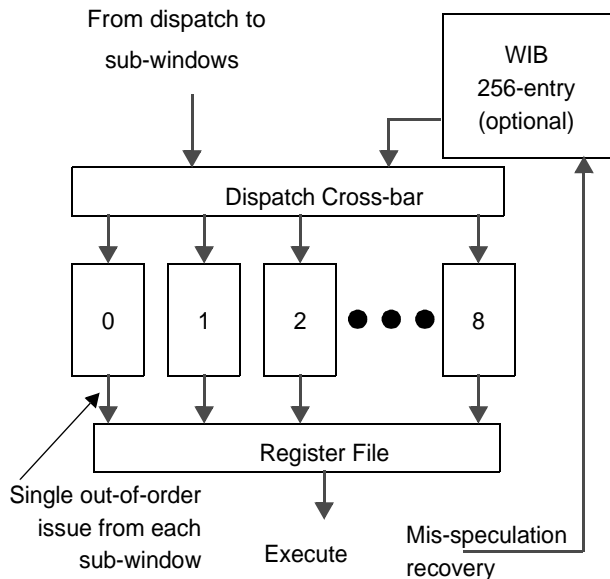 From dispatch to
sub-windows
WIB
256-entry
(optional)
Dispatch Cross-bar
0
1
2
8
Register File
Single out-of-order
issue from each
sub-window
Execute
Mis-speculation
recovery